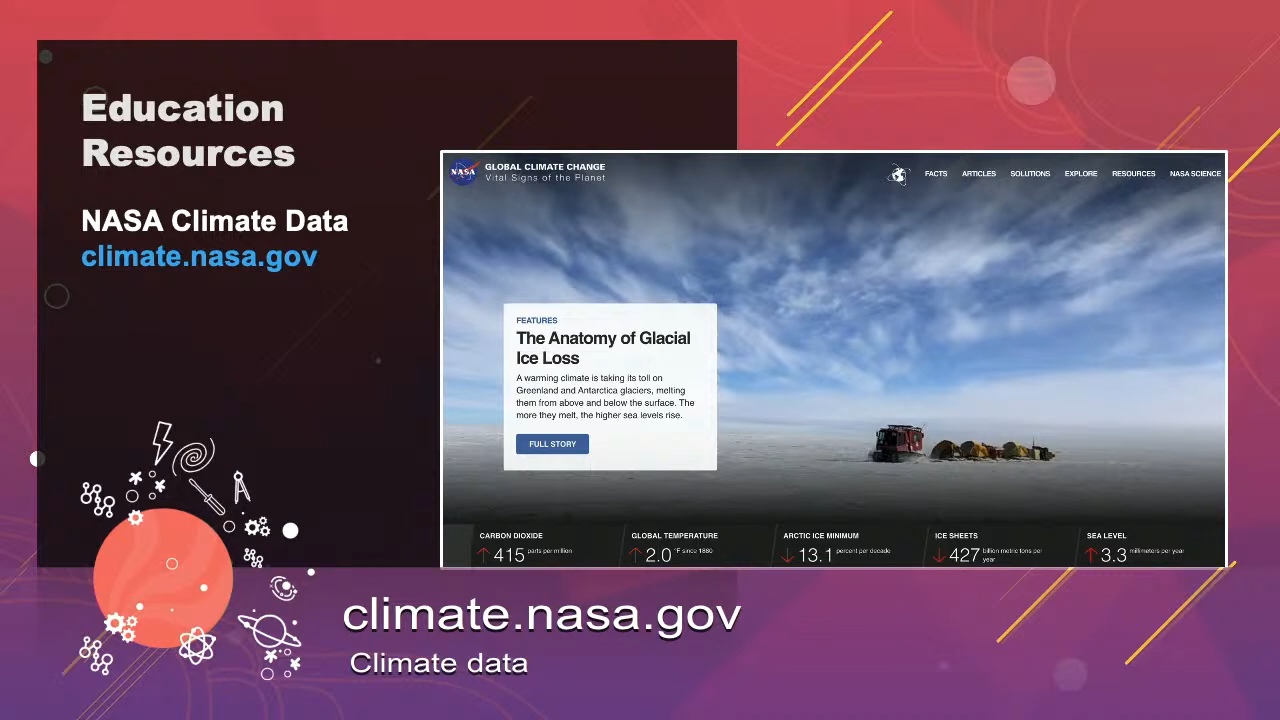 Education
Resources
NASA Climate Data
climate.nasa.gov
NASA
GLOBAL CLIMATE CHANGE
Vital Signs of the Planet
FACTS ARTICLES SOLUTIONS EXPLORE RESOURCES NASA SCIENCE
FEATURES
The Anatomy of Glacial
Ice Loss
A warming climate is taking its toll on
Greenland and Antarctica glaciers, melting
them from above and below the surface. The
more they melt, the higher sea levels rise.
FULL STORY
CARBON DIOXIDE
↑ 415 parts per million
GLOBAL TEMPERATURE
↑ 2.0 °F since 1880
ARCTIC ICE MINIMUM
↓ 13.1 percent per decade
ICE SHEETS
↓ 427 billion metric tons per
year
SEA LEVEL
↑ 3.3 millimeters per year
climate.nasa.gov
Climate data